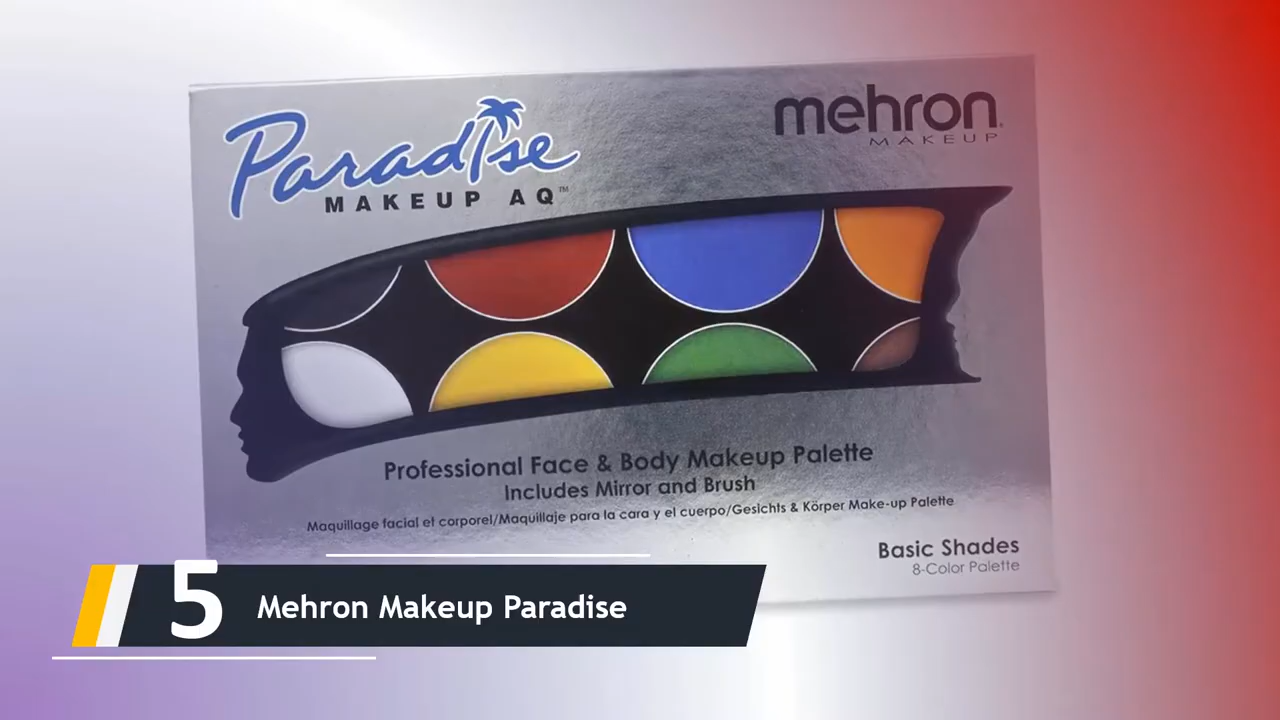 Paradise
MAKEUP AQ™
mehron
MAKEUP
Professional Face & Body Makeup Palette
Includes Mirror and Brush
Maquillage facial et corporel/Maquillaje para la cara y el cuerpo/Gesichts & Körper Make-up Palette
Basic Shades
8-Color Palette
5 Mehron Makeup Paradise